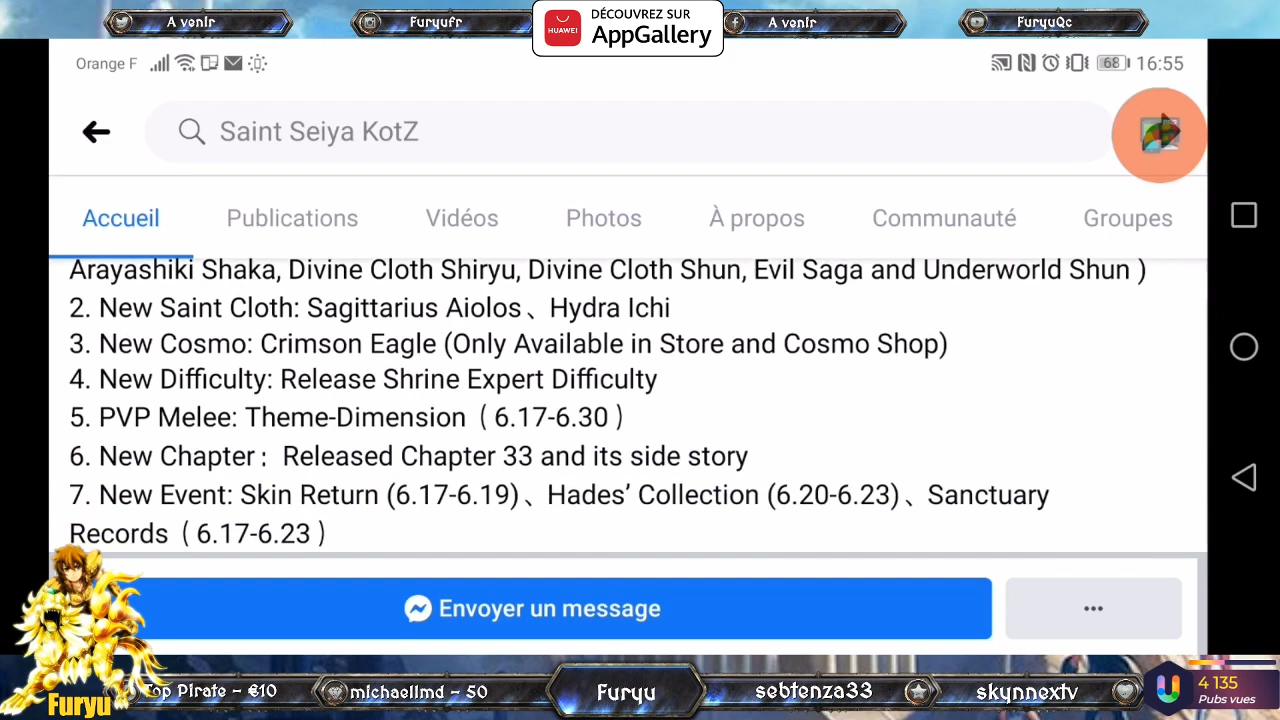 A venir
Furyufr
DÉCOUVREZ SUR
HUAWEI AppGallery
A venir
FuryuQc
Orange F
68 16:55
Saint Seiya KotZ
Accueil Publications Vidéos Photos À propos Communauté Groupes
Arayashiki Shaka, Divine Cloth Shiryu, Divine Cloth Shun, Evil Saga and Underworld Shun )
2. New Saint Cloth: Sagittarius Aiolos、Hydra Ichi
3. New Cosmo: Crimson Eagle (Only Available in Store and Cosmo Shop)
4. New Difficulty: Release Shrine Expert Difficulty
5. PVP Melee: Theme-Dimension（6.17-6.30）
6. New Chapter：Released Chapter 33 and its side story
7. New Event: Skin Return (6.17-6.19)、Hades’ Collection (6.20-6.23)、Sanctuary
Records（6.17-6.23）
Envoyer un message
Furyu
Top Pirate - €10
michaellmd - 50
Furyu
sebtenza33
skynnextv
4 135
Pubs vues